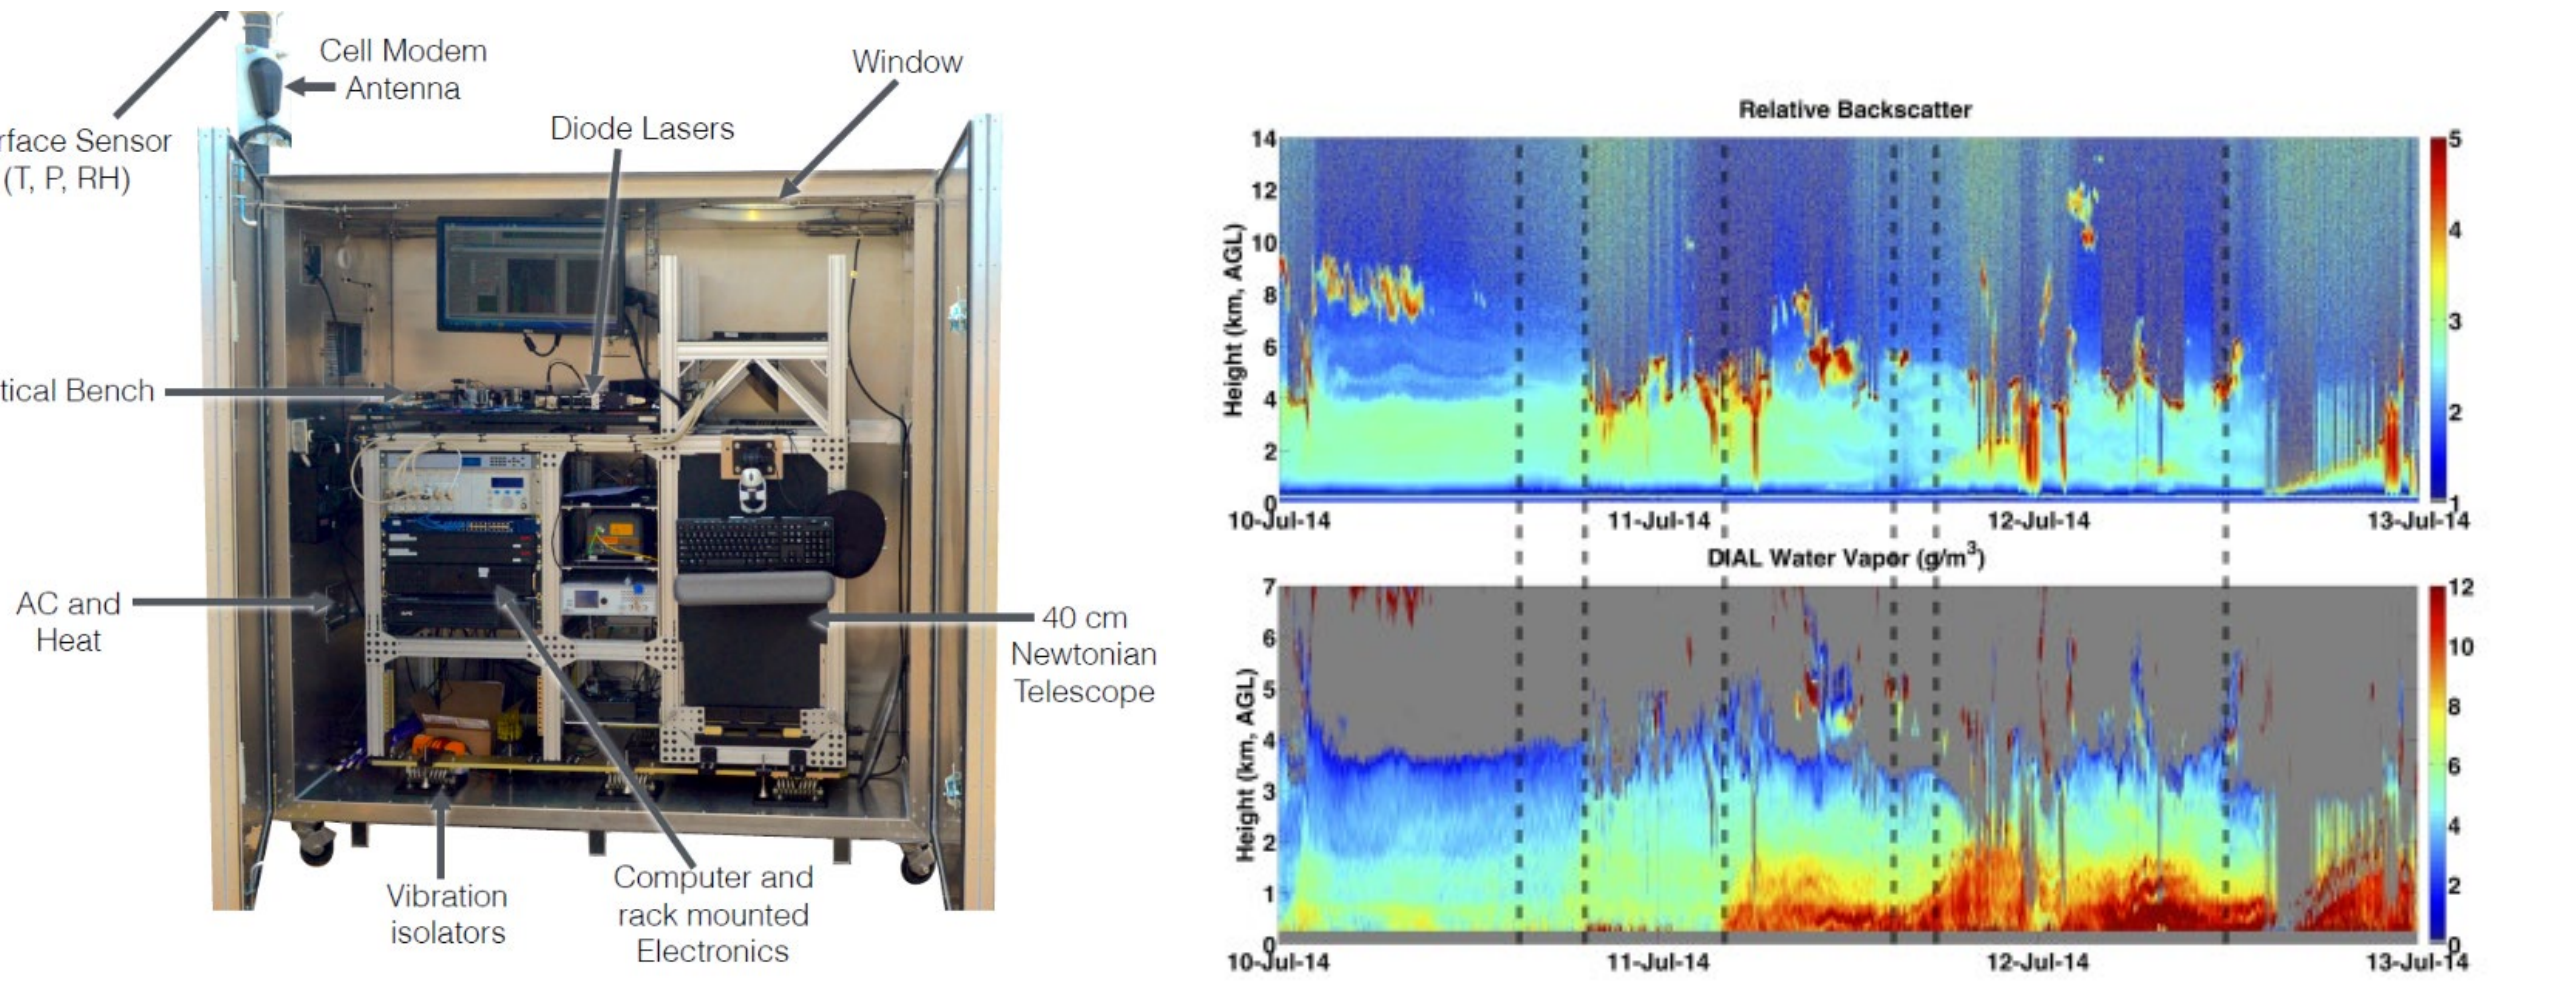 Cell Modem
Antenna
Window
Diode Lasers
rface Sensor
(T, P, RH)
tical Bench
AC and
Heat
40 cm
Newtonian
Telescope
Vibration
isolators
Computer and
rack mounted
Electronics
Relative Backscatter
Height (km, AGL)
14
12
10
8
6
4
2
0
10-Jul-14
11-Jul-14
12-Jul-14
13-Jul-14
5
4
3
2
1
DIAL Water Vapor (g/m³)
Height (km, AGL)
7
6
5
4
3
2
1
0
10-Jul-14
11-Jul-14
12-Jul-14
13-Jul-14
12
10
8
6
4
2
0